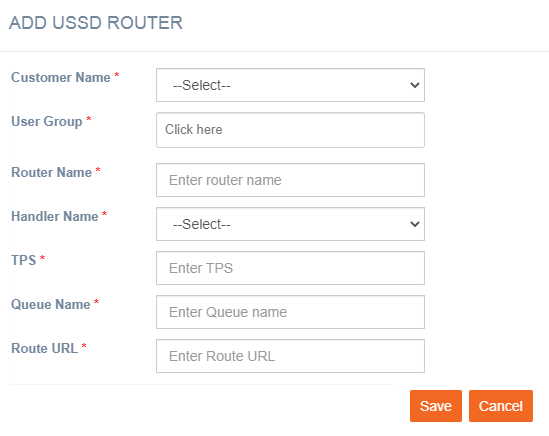 ADD USSD ROUTER
Customer Name * --Select--
User Group * Click here
Router Name * Enter router name
Handler Name * --Select--
TPS * Enter TPS
Queue Name * Enter Queue name
Route URL * Enter Route URL
Save Cancel